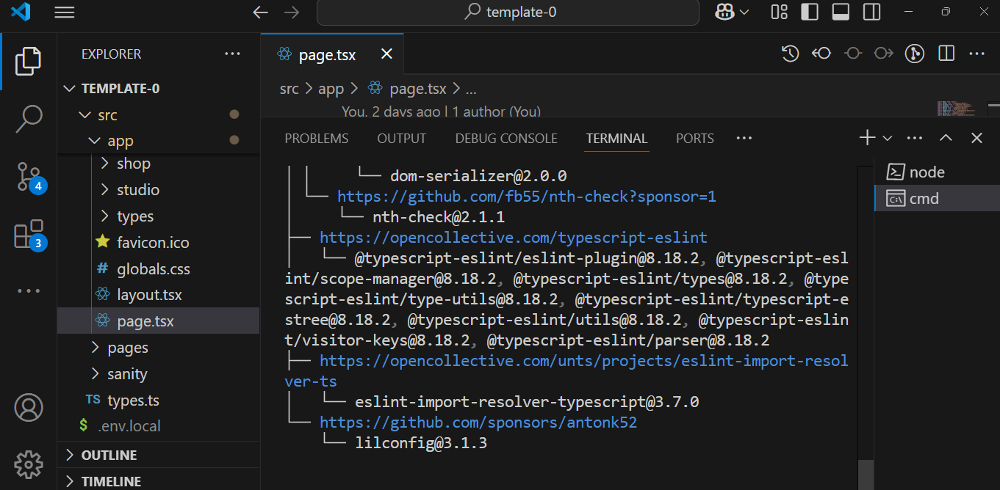 template-0
EXPLORER
TEMPLATE-0
src
app
shop
studio
types
favicon.ico
# globals.css
layout.tsx
page.tsx
pages
sanity
TS types.ts
$ .env.local
OUTLINE
TIMELINE
4
3
page.tsx
src > app > page.tsx > ...
You, 2 days ago | 1 author (You)
PROBLEMS OUTPUT DEBUG CONSOLE TERMINAL PORTS
dom-serializer@2.0.0
https://github.com/fb55/nth-check?sponsor=1
nth-check@2.1.1
https://opencollective.com/typescript-eslint
@typescript-eslint/eslint-plugin@8.18.2, @typescript-esl
int/scope-manager@8.18.2, @typescript-eslint/types@8.18.2, @type
script-eslint/type-utils@8.18.2, @typescript-eslint/typescript-e
stree@8.18.2, @typescript-eslint/utils@8.18.2, @typescript-eslin
t/visitor-keys@8.18.2, @typescript-eslint/parser@8.18.2
https://opencollective.com/unts/projects/eslint-import-resol
ver-ts
eslint-import-resolver-typescript@3.7.0
https://github.com/sponsors/antonk52
lilconfig@3.1.3
node
cmd